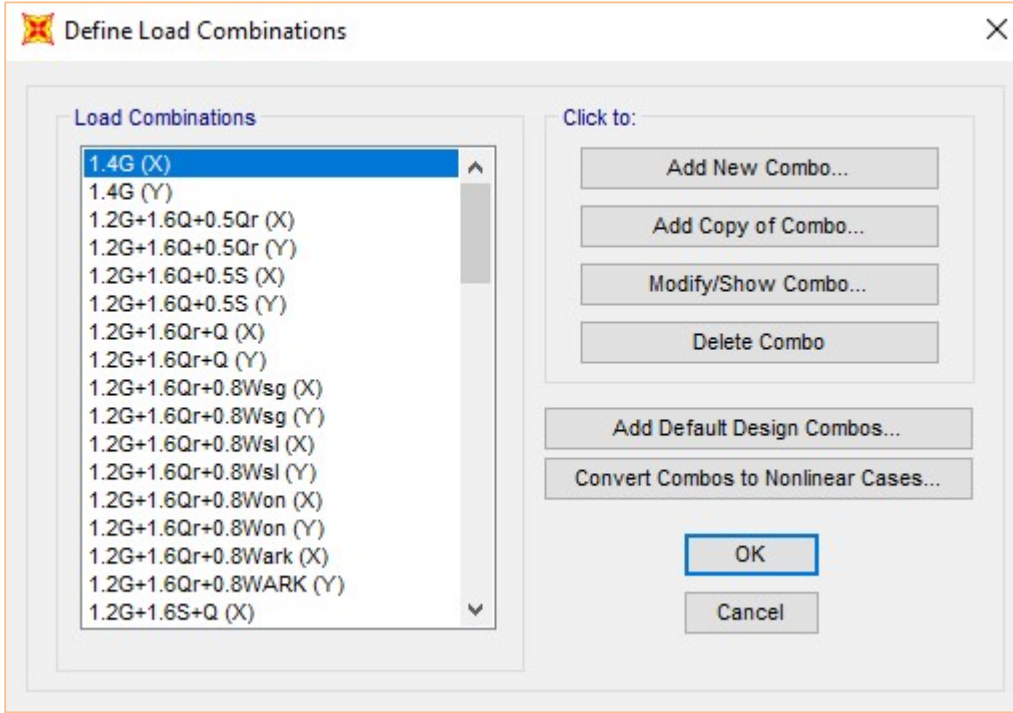 Define Load Combinations
Load Combinations
1.4G (X)
1.4G (Y)
1.2G+1.6Q+0.5Qr (X)
1.2G+1.6Q+0.5Qr (Y)
1.2G+1.6Q+0.5S (X)
1.2G+1.6Q+0.5S (Y)
1.2G+1.6Qr+Q (X)
1.2G+1.6Qr+Q (Y)
1.2G+1.6Qr+0.8Wsg (X)
1.2G+1.6Qr+0.8Wsg (Y)
1.2G+1.6Qr+0.8Wsl (X)
1.2G+1.6Qr+0.8Wsl (Y)
1.2G+1.6Qr+0.8Won (X)
1.2G+1.6Qr+0.8Won (Y)
1.2G+1.6Qr+0.8Wark (X)
1.2G+1.6Qr+0.8WARK (Y)
1.2G+1.6S+Q (X)
Click to:
Add New Combo...
Add Copy of Combo...
Modify/Show Combo...
Delete Combo
Add Default Design Combos...
Convert Combos to Nonlinear Cases...
OK
Cancel